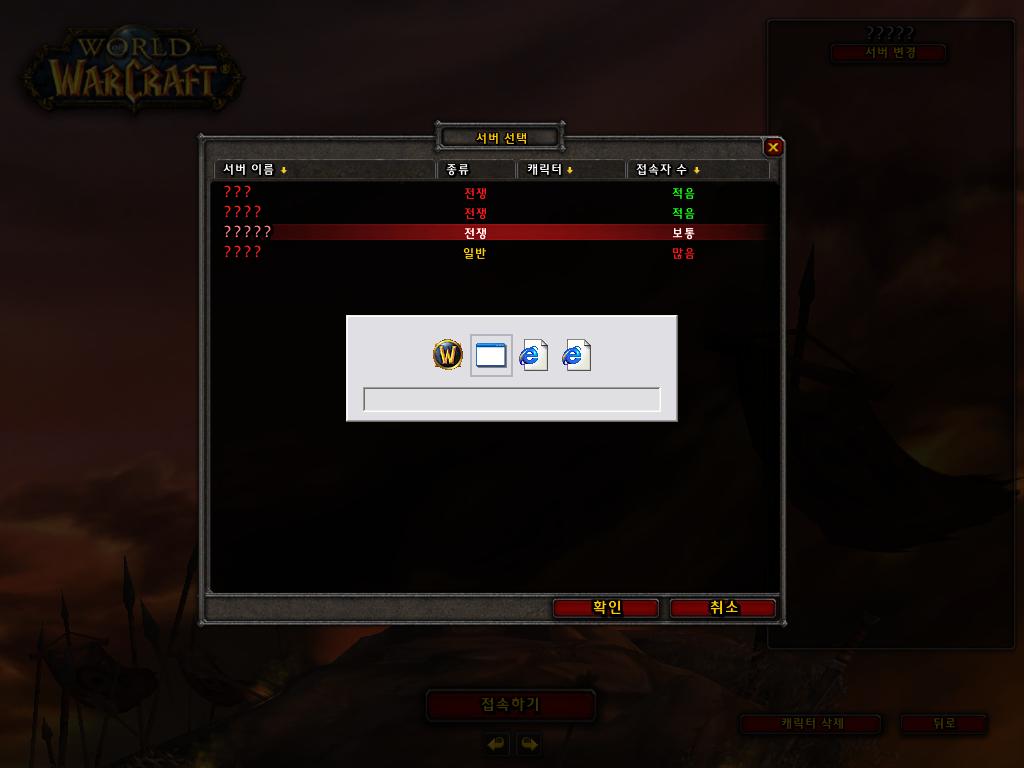 WORLD
OF
WARCRAFT
?????
서버 변경
서버 선택
서버 이름 종류 캐릭터 접속자 수
??? 전쟁 적음
???? 전쟁 적음
????? 전쟁 보통
???? 일반 많음
W
확인 취소
접속하기
캐릭터 삭제 뒤로